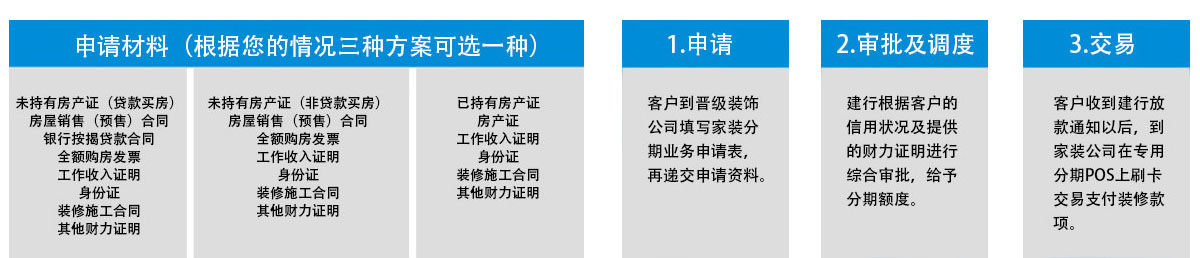 申请材料（根据您的情况三种方案可选一种）
未持有房产证（贷款买房）
房屋销售（预售）合同
银行按揭贷款合同
全额购房发票
工作收入证明
身份证
装修施工合同
其他财力证明
未持有房产证（非贷款买房）
房屋销售（预售）合同
全额购房发票
工作收入证明
身份证
装修施工合同
其他财力证明
已持有房产证
房产证
工作收入证明
身份证
装修施工合同
其他财力证明
1.申请
客户到晋级装饰
公司填写家装分
期业务申请表，
再递交申请资料。
2.审批及调度
建行根据客户的
信用状况及提供
的财力证明进行
综合审批，给予
分期额度。
3.交易
客户收到建行放
款通知以后，到
家装公司在专用
分期POS上刷卡
交易支付装修款
项。